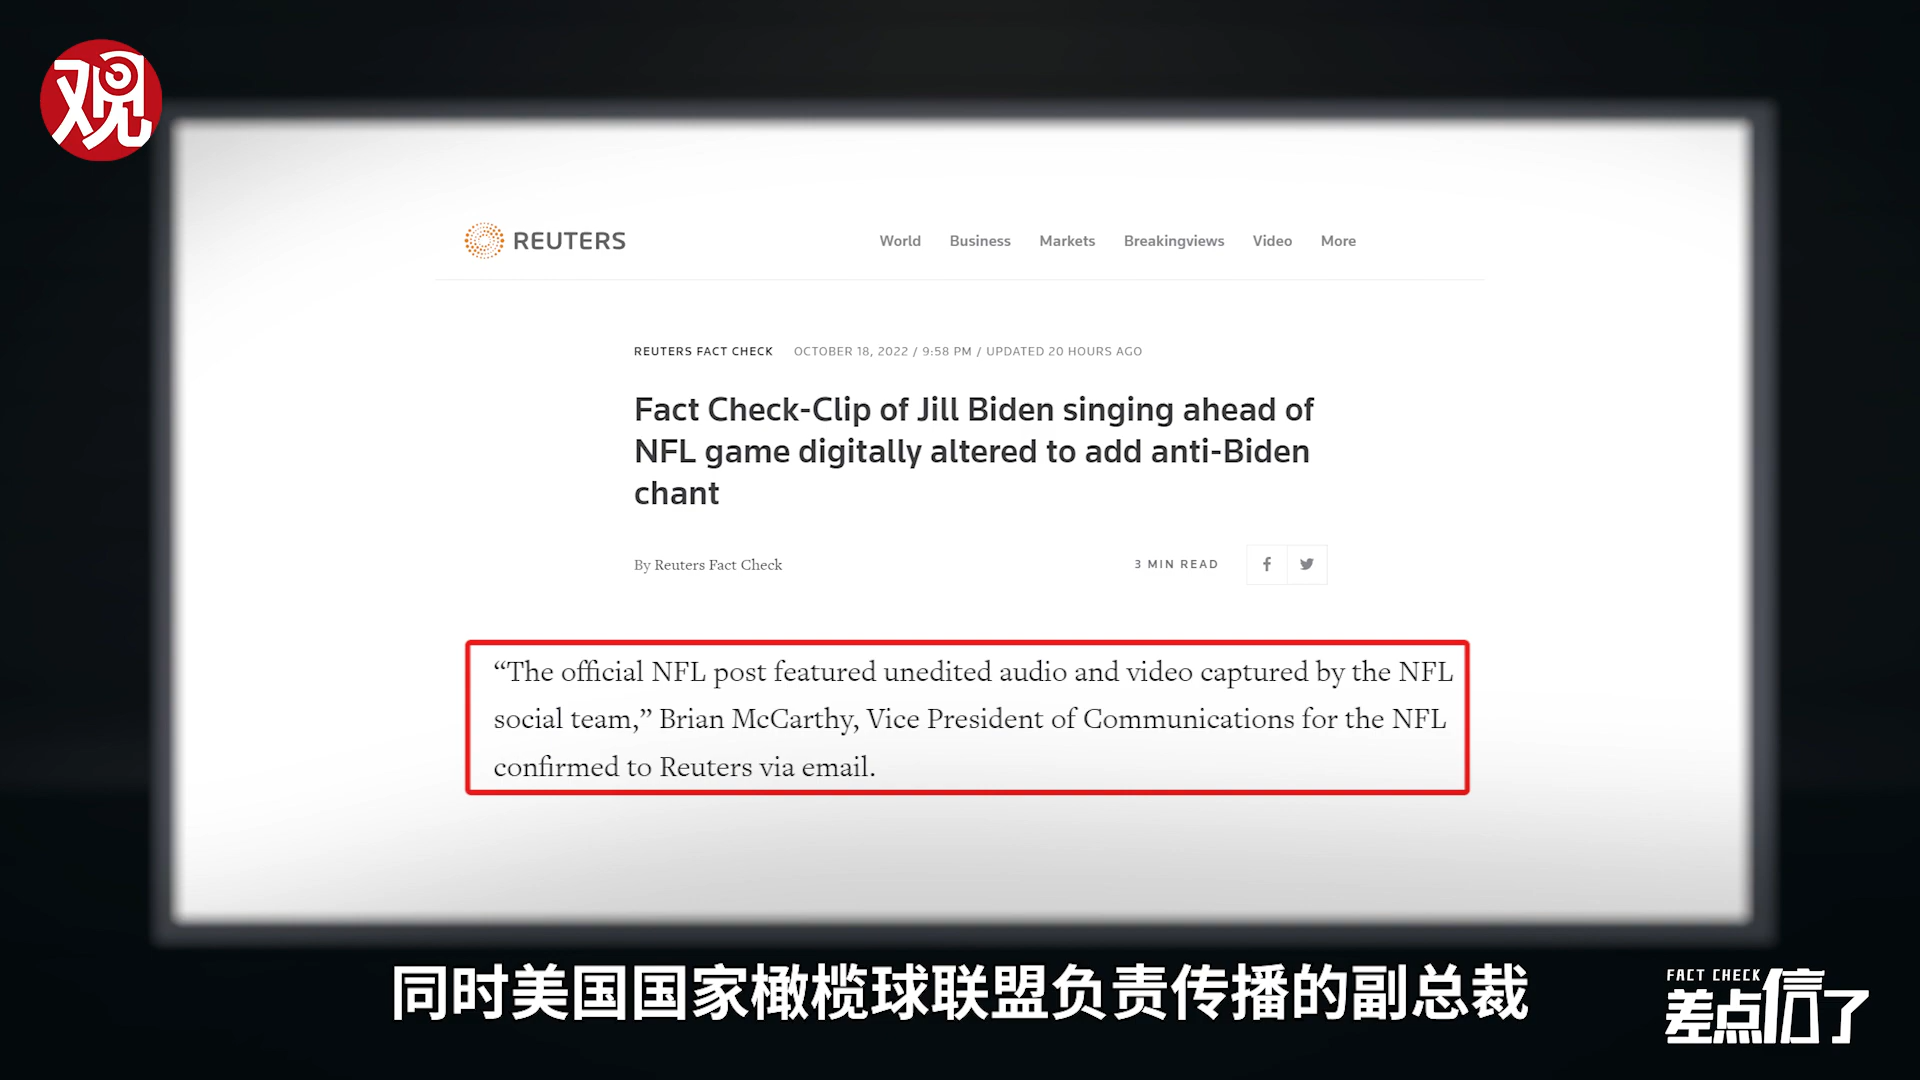 观
REUTERS
World Business Markets Breakingviews Video More
REUTERS FACT CHECK OCTOBER 18, 2022 / 9:58 PM / UPDATED 20 HOURS AGO
Fact Check-Clip of Jill Biden singing ahead of
NFL game digitally altered to add anti-Biden
chant
By Reuters Fact Check
3 MIN READ
“The official NFL post featured unedited audio and video captured by the NFL
social team,” Brian McCarthy, Vice President of Communications for the NFL
confirmed to Reuters via email.
同时美国国家橄榄球联盟负责传播的副总裁
FACT CHECK
差点信了